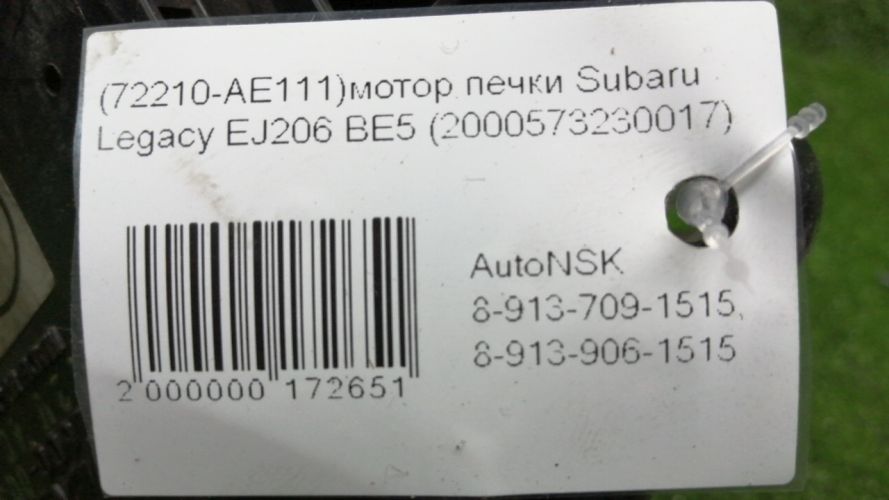 (72210-AE111)мотор печки Subaru
Legacy EJ206 BE5 (2000573230017)
AutoNSK
8-913-709-1515,
8-913-906-1515
2 000000 172651